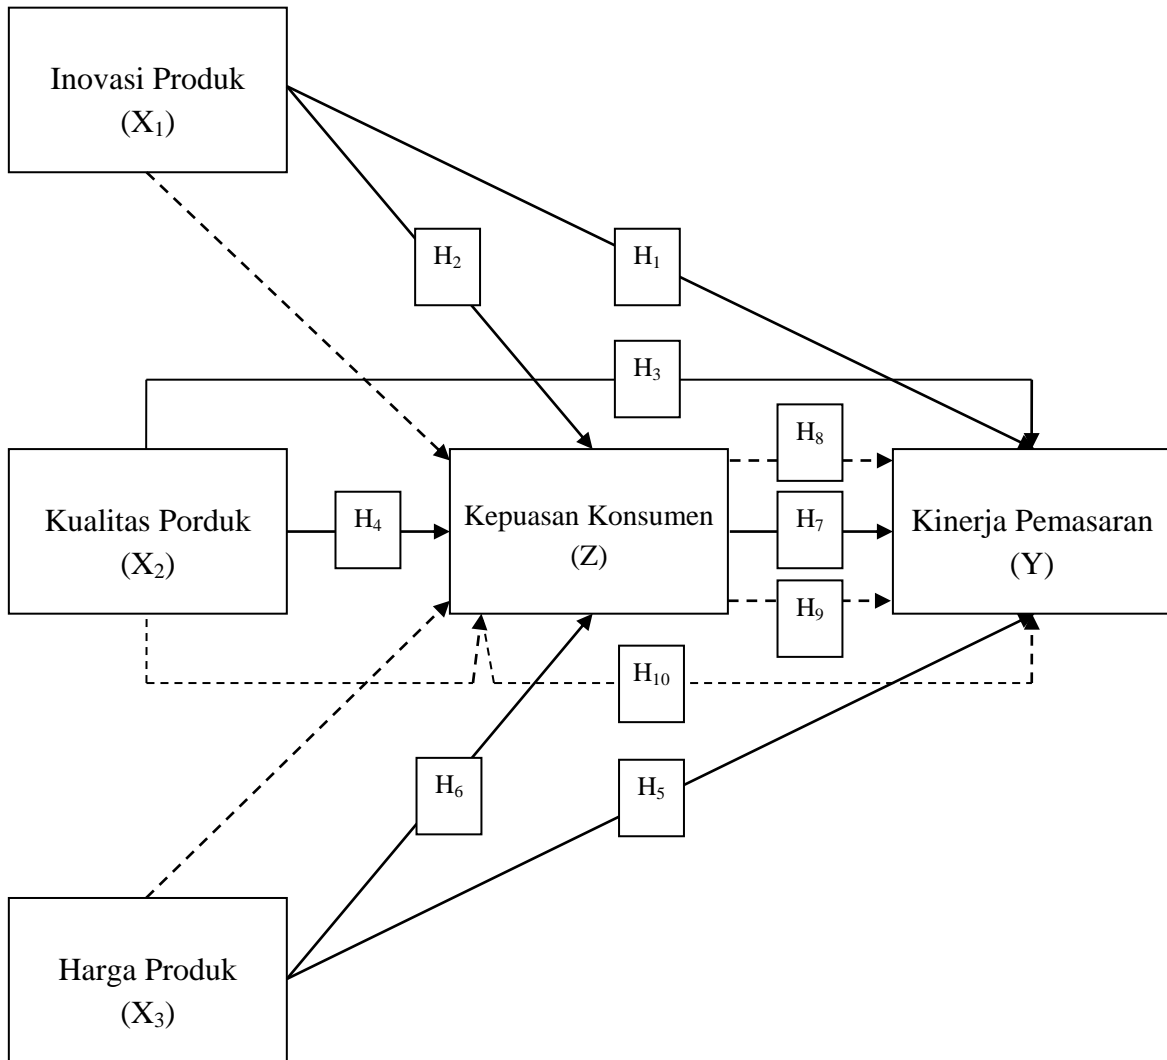 Inovasi Produk
(X₁)
H₂
H₁
H₃
H₈
Kualitas Porduk
(X₂)
H₄
Kepuasan Konsumen
(Z)
H₇
Kinerja Pemasaran
(Y)
H₉
H₁₀
H₆
H₅
Harga Produk
(X₃)